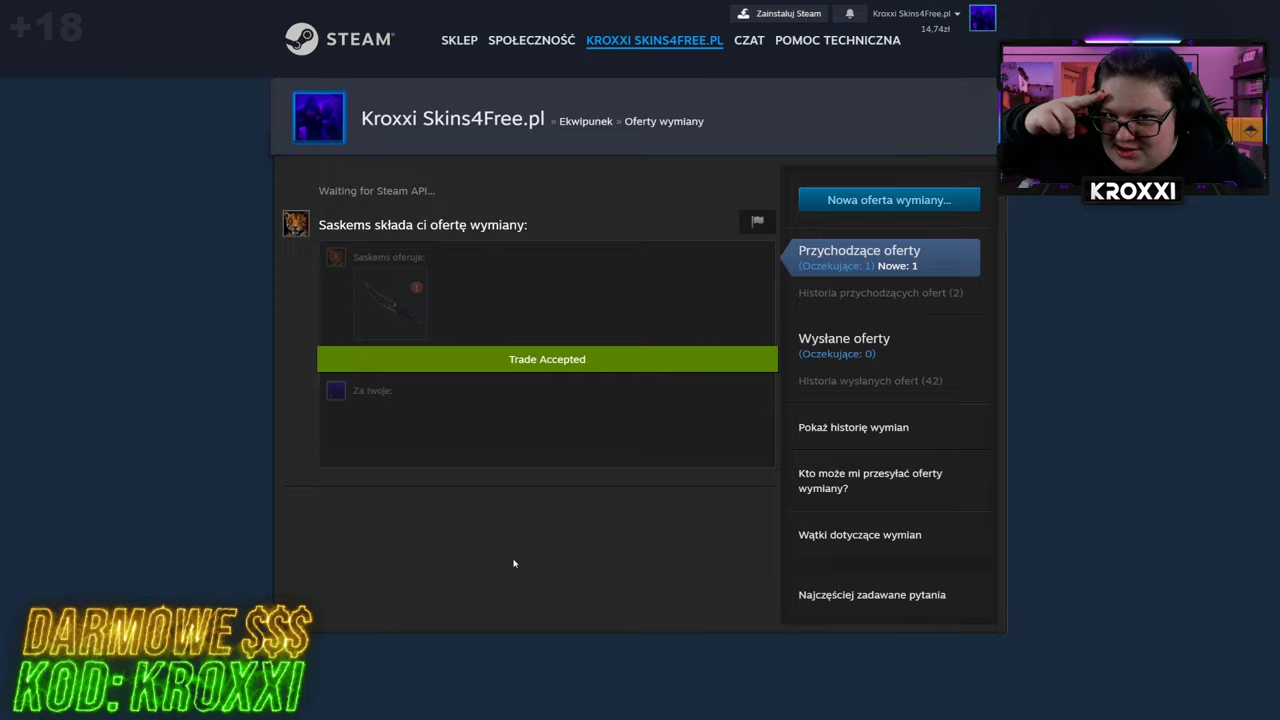 +18
Zainstaluj Steam
Kroxxi Skins4Free.pl
14,74zł
STEAM®
SKLEP SPOŁECZNOŚĆ KROXXI SKINS4FREE.PL CZAT POMOC TECHNICZNA
Kroxxi Skins4Free.pl » Ekwipunek » Oferty wymiany
KROXXI
Waiting for Steam API...
Saskems składa ci ofertę wymiany:
Saskems oferuje:
!
Trade Accepted
Za twoje:
Nowa oferta wymiany...
Przychodzące oferty
(Oczekujące: 1) Nowe: 1
Historia przychodzących ofert (2)
Wysłane oferty
(Oczekujące: 0)
Historia wysłanych ofert (42)
Pokaż historię wymian
Kto może mi przesyłać oferty
wymiany?
Wątki dotyczące wymian
Najczęściej zadawane pytania
DARMOWE $$$
KOD: KROXXI